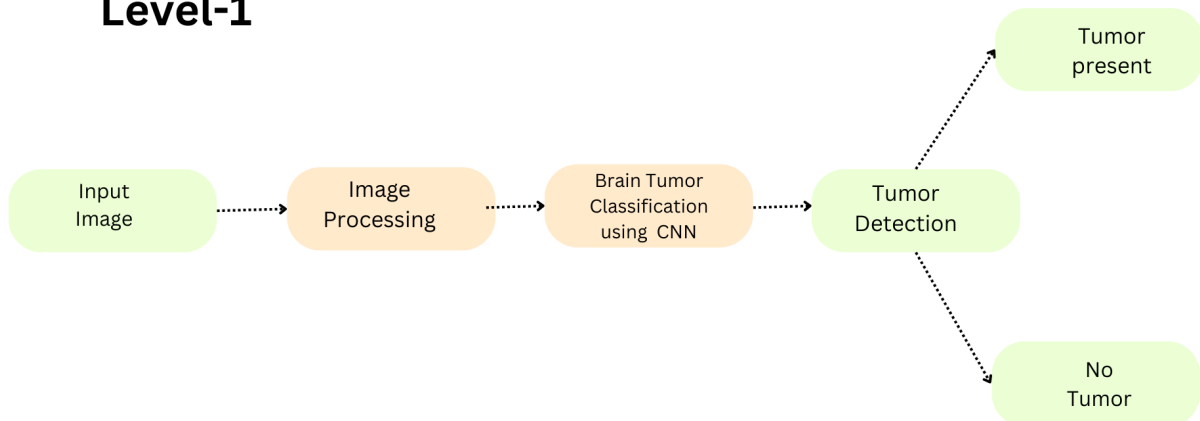 Level-1
Tumor
present
Input
Image
Image
Processing
Brain Tumor
Classification
using CNN
Tumor
Detection
No
Tumor